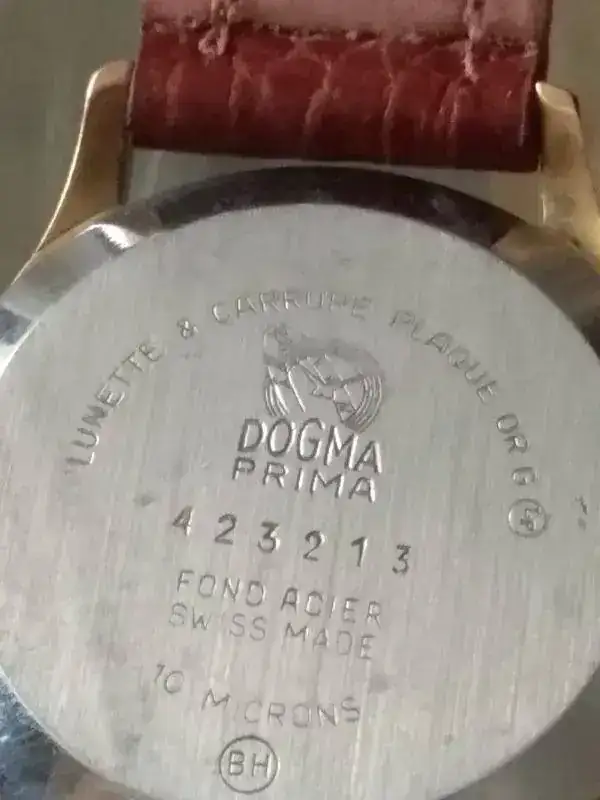 LUNETTE & CARRURE PLAQUE OR G
DOGMA
PRIMA
423213
FOND ACIER
SWISS MADE
10 MICRONS
BH